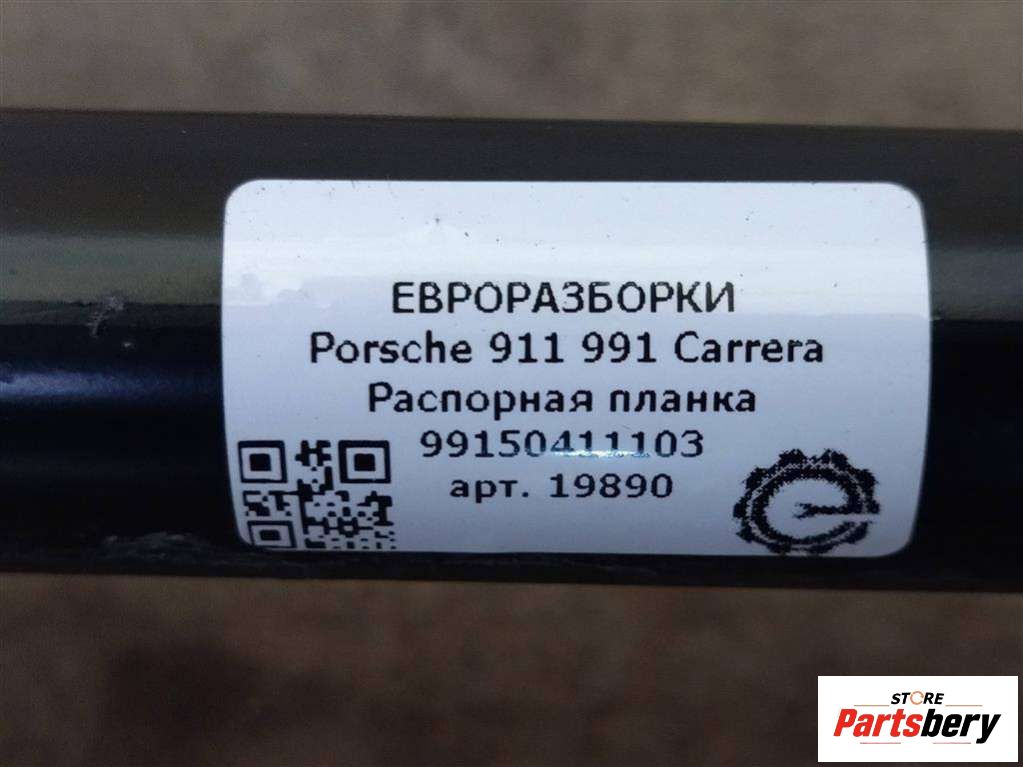 ЕВРОРАЗБОРКИ
Porsche 911 991 Carrera
Распорная планка
99150411103
арт. 19890
STORE
Partsbery